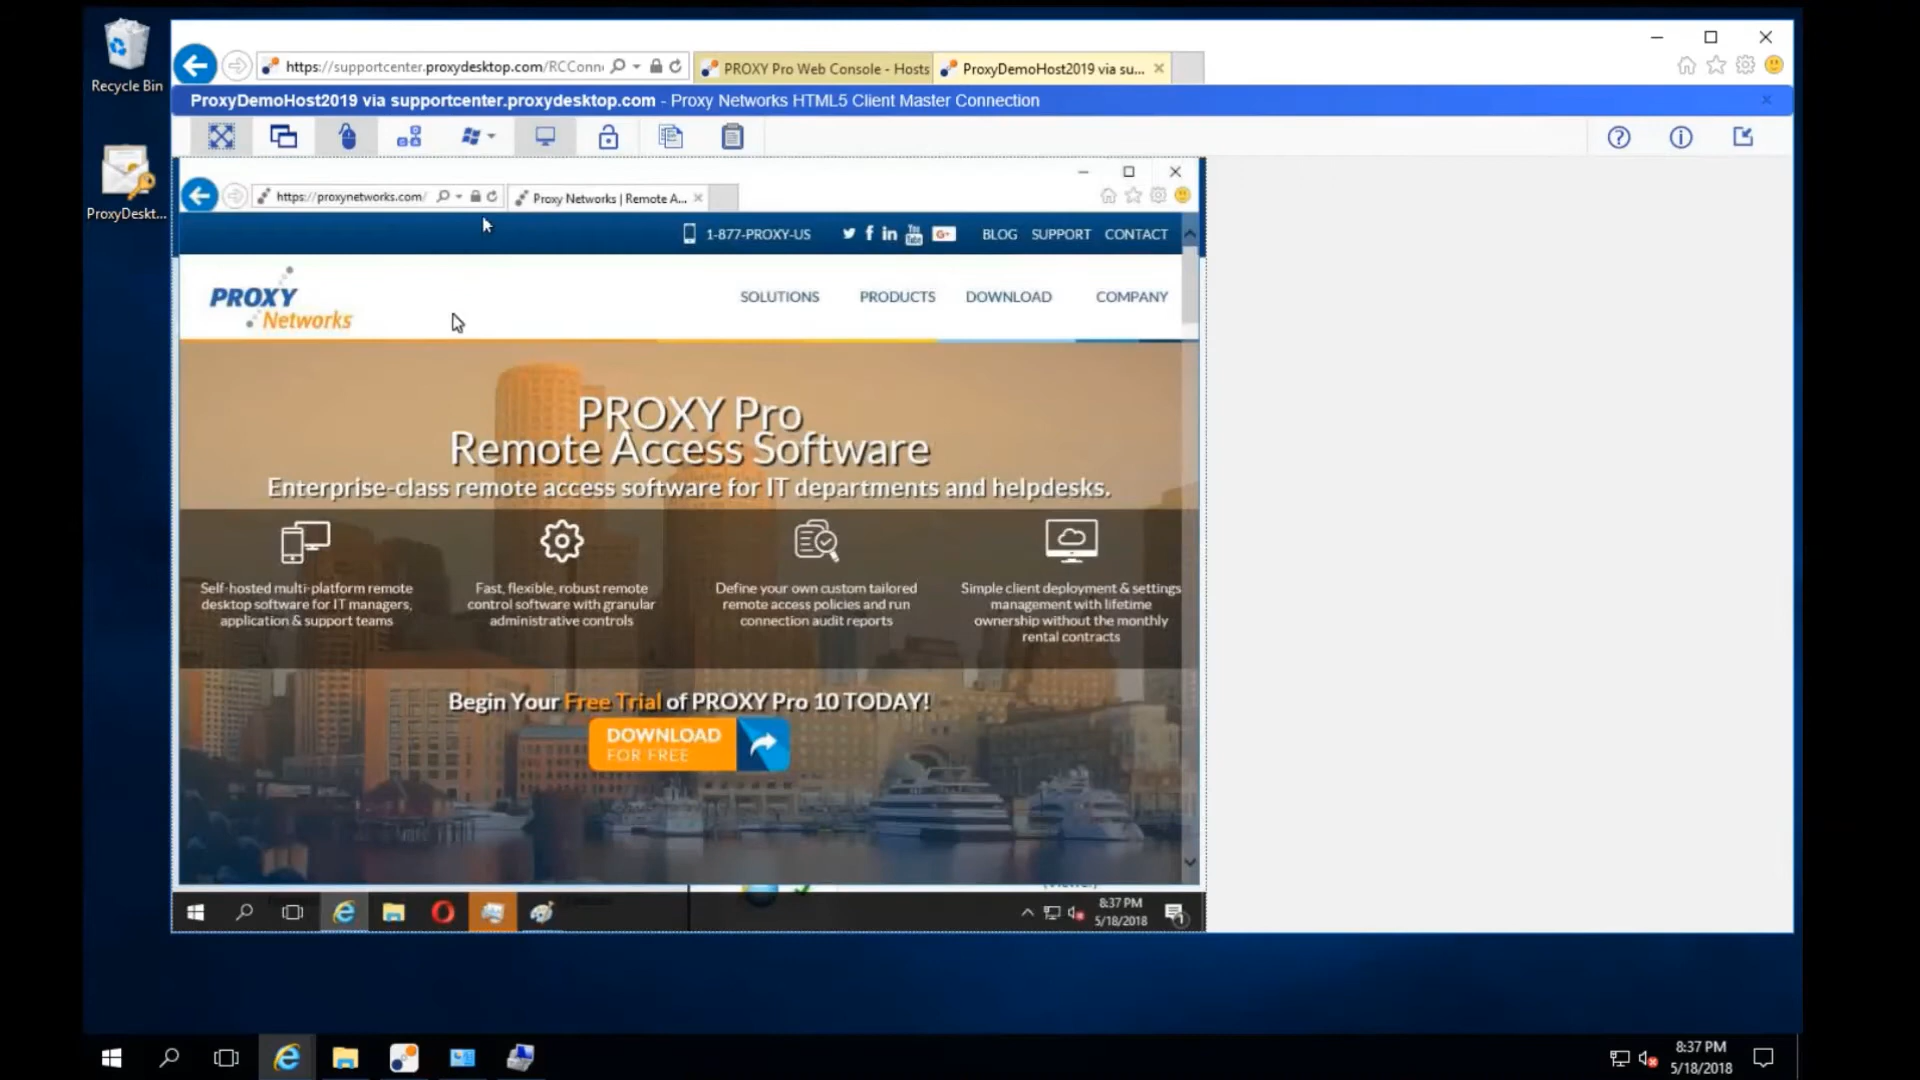 Recycle Bin
ProxyDeskt...
https://supportcenter.proxydesktop.com/RCConn
PROXY Pro Web Console - Hosts
ProxyDemoHost2019 via su...
ProxyDemoHost2019 via supportcenter.proxydesktop.com - Proxy Networks HTML5 Client Master Connection
https://proxynetworks.com/
Proxy Networks | Remote A...
1-877-PROXY-US
You
Tube
G+
BLOG SUPPORT CONTACT
PROXY
Networks
SOLUTIONS PRODUCTS DOWNLOAD COMPANY
PROXY Pro
Remote Access Software
Enterprise-class remote access software for IT departments and helpdesks.
Self-hosted multi-platform remote
desktop software for IT managers,
application & support teams
Fast, flexible, robust remote
control software with granular
administrative controls
Define your own custom tailored
remote access policies and run
connection audit reports
Simple client deployment & settings
management with lifetime
ownership without the monthly
rental contracts
Begin Your Free Trial of PROXY Pro 10 TODAY!
DOWNLOAD
FOR FREE
8:37 PM
5/18/2018
1
8:37 PM
5/18/2018